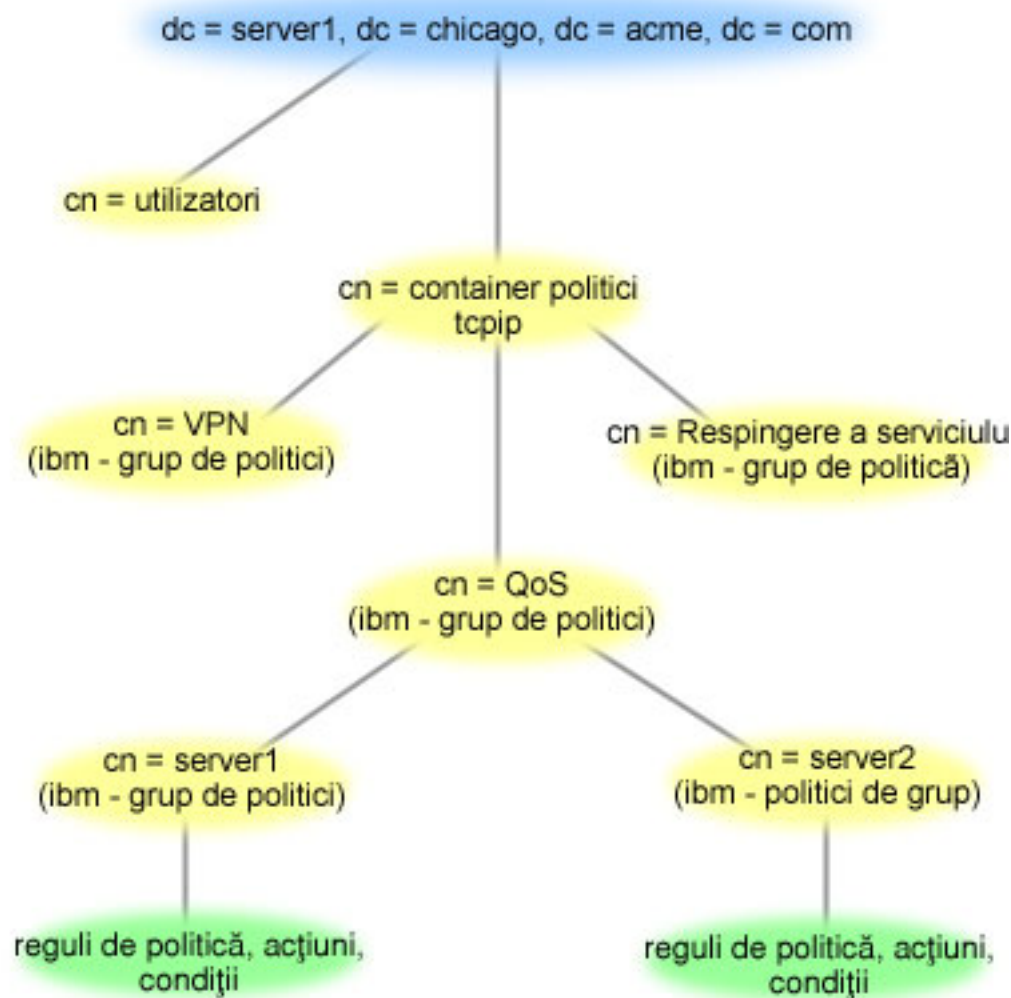 dc = server1, dc = chicago, dc = acme, dc = com
cn = utilizatori
cn = container politici
tcpip
cn = VPN
(ibm - grup de politici)
cn = Respingere a serviciulu
(ibm - grup de politică)
cn = QoS
(ibm - grup de politici)
cn = server1
(ibm - grup de politici)
cn = server2
(ibm - politici de grup)
reguli de politică, acţiuni,
condiţii
reguli de politică, acţiuni,
condiţii